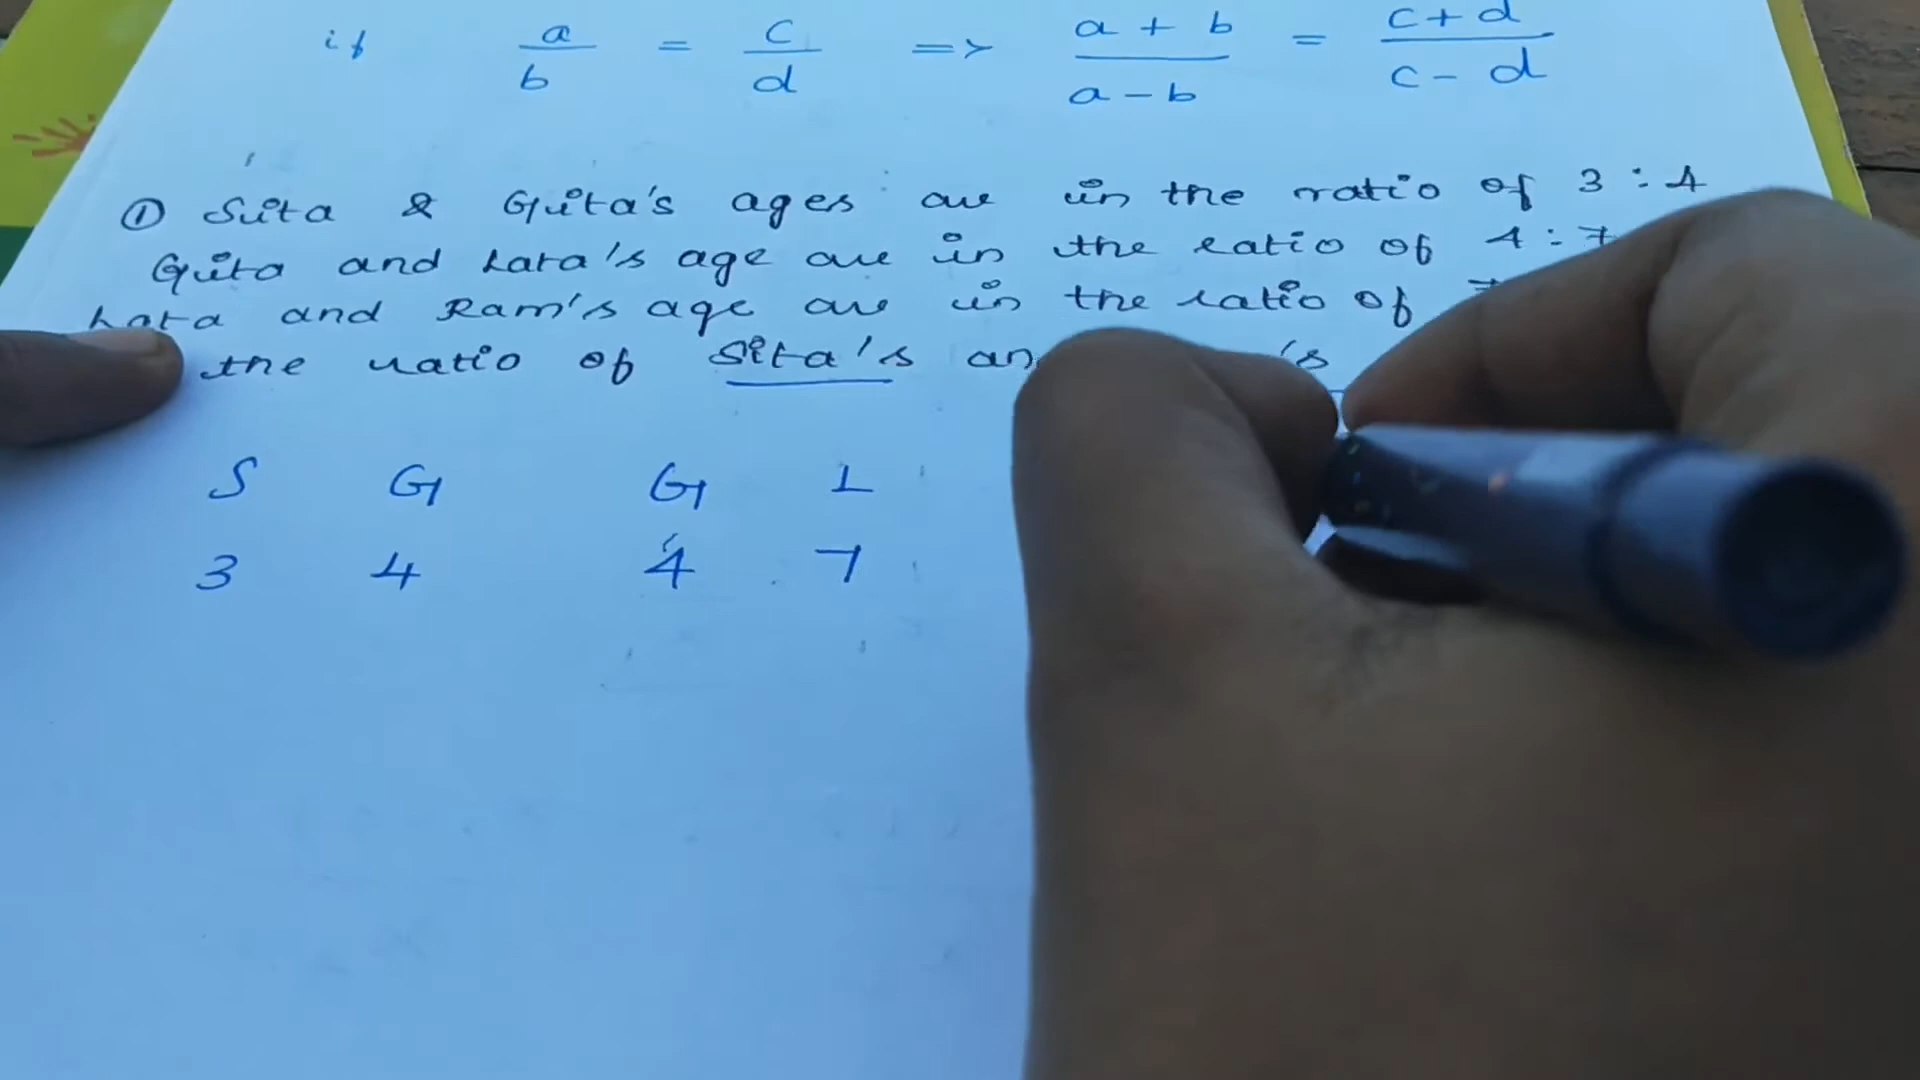 if a/b = c/d => a + b / a - b = c + d / c - d
① Sita & Gita's ages are in the ratio of 3 : 4
Gita and Lata's age are in the ratio of 4 : 7
Lata and Ram's age are in the ratio of
the ratio of Sita's 's
S G G L
3 4 4 7